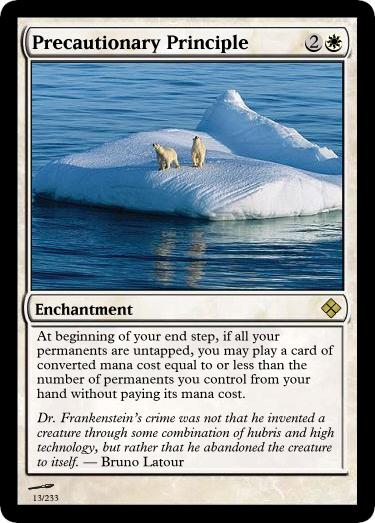 Precautionary Principle 2
Enchantment
At beginning of your end step, if all your
permanents are untapped, you may play a card of
converted mana cost equal to or less than the
number of permanents you control from your
hand without paying its mana cost.
Dr. Frankenstein's crime was not that he invented a
creature through some combination of hubris and high
technology, but rather that he abandoned the creature
to itself. — Bruno Latour
13/233